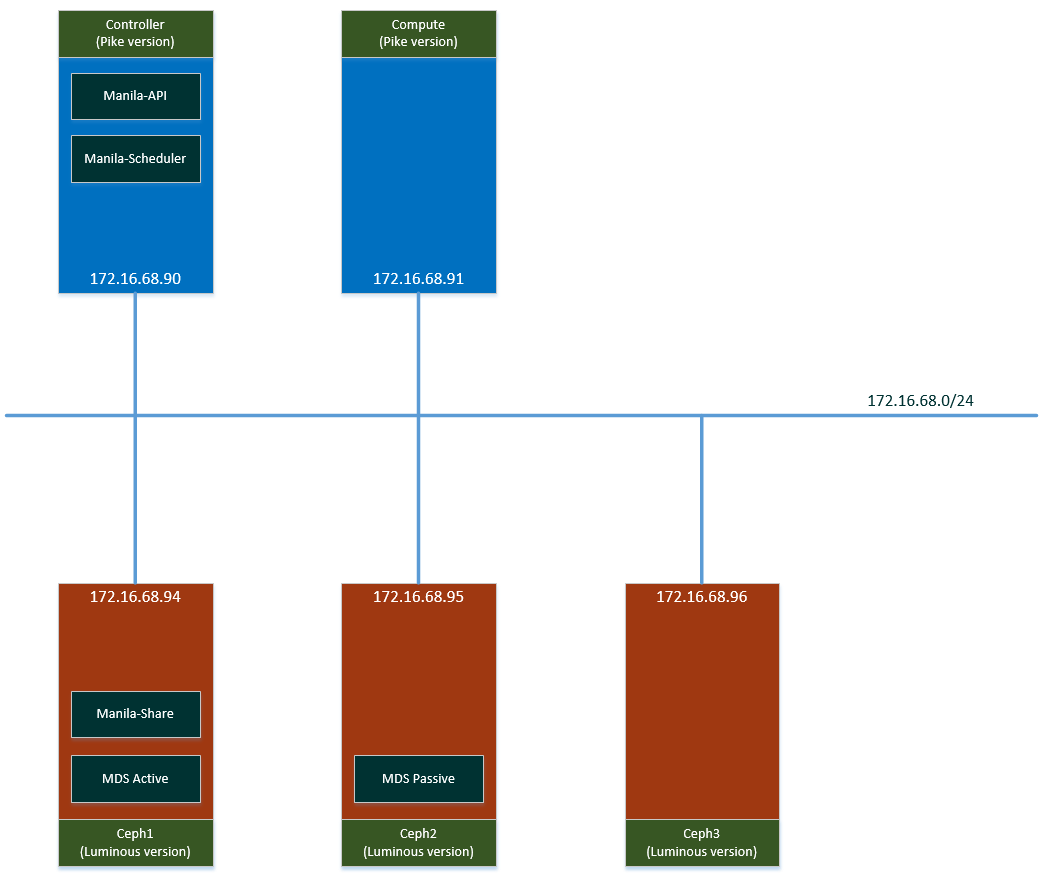 Controller
(Pike version)
Compute
(Pike version)
Manila-API
Manila-Scheduler
172.16.68.90
172.16.68.91
172.16.68.0/24
172.16.68.94
172.16.68.95
172.16.68.96
Manila-Share
MDS Active
MDS Passive
Ceph1
(Luminous version)
Ceph2
(Luminous version)
Ceph3
(Luminous version)